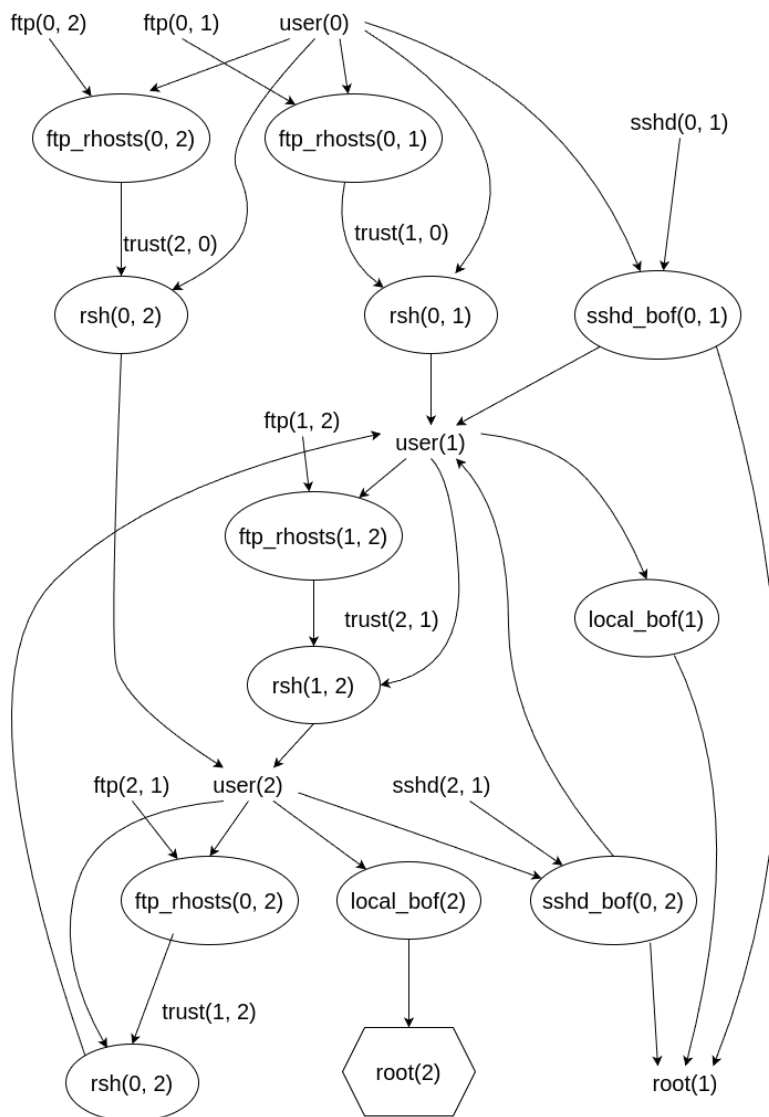 ftp(0, 2)
ftp(0, 1)
user(0)
ftp_rhosts(0, 2)
ftp_rhosts(0, 1)
sshd(0, 1)
trust(2, 0)
trust(1, 0)
rsh(0, 2)
rsh(0, 1)
sshd_bof(0, 1)
ftp(1, 2)
user(1)
ftp_rhosts(1, 2)
trust(2, 1)
local_bof(1)
rsh(1, 2)
user(2)
ftp(2, 1)
sshd(2, 1)
ftp_rhosts(0, 2)
local_bof(2)
sshd_bof(0, 2)
trust(1, 2)
rsh(0, 2)
root(2)
root(1)